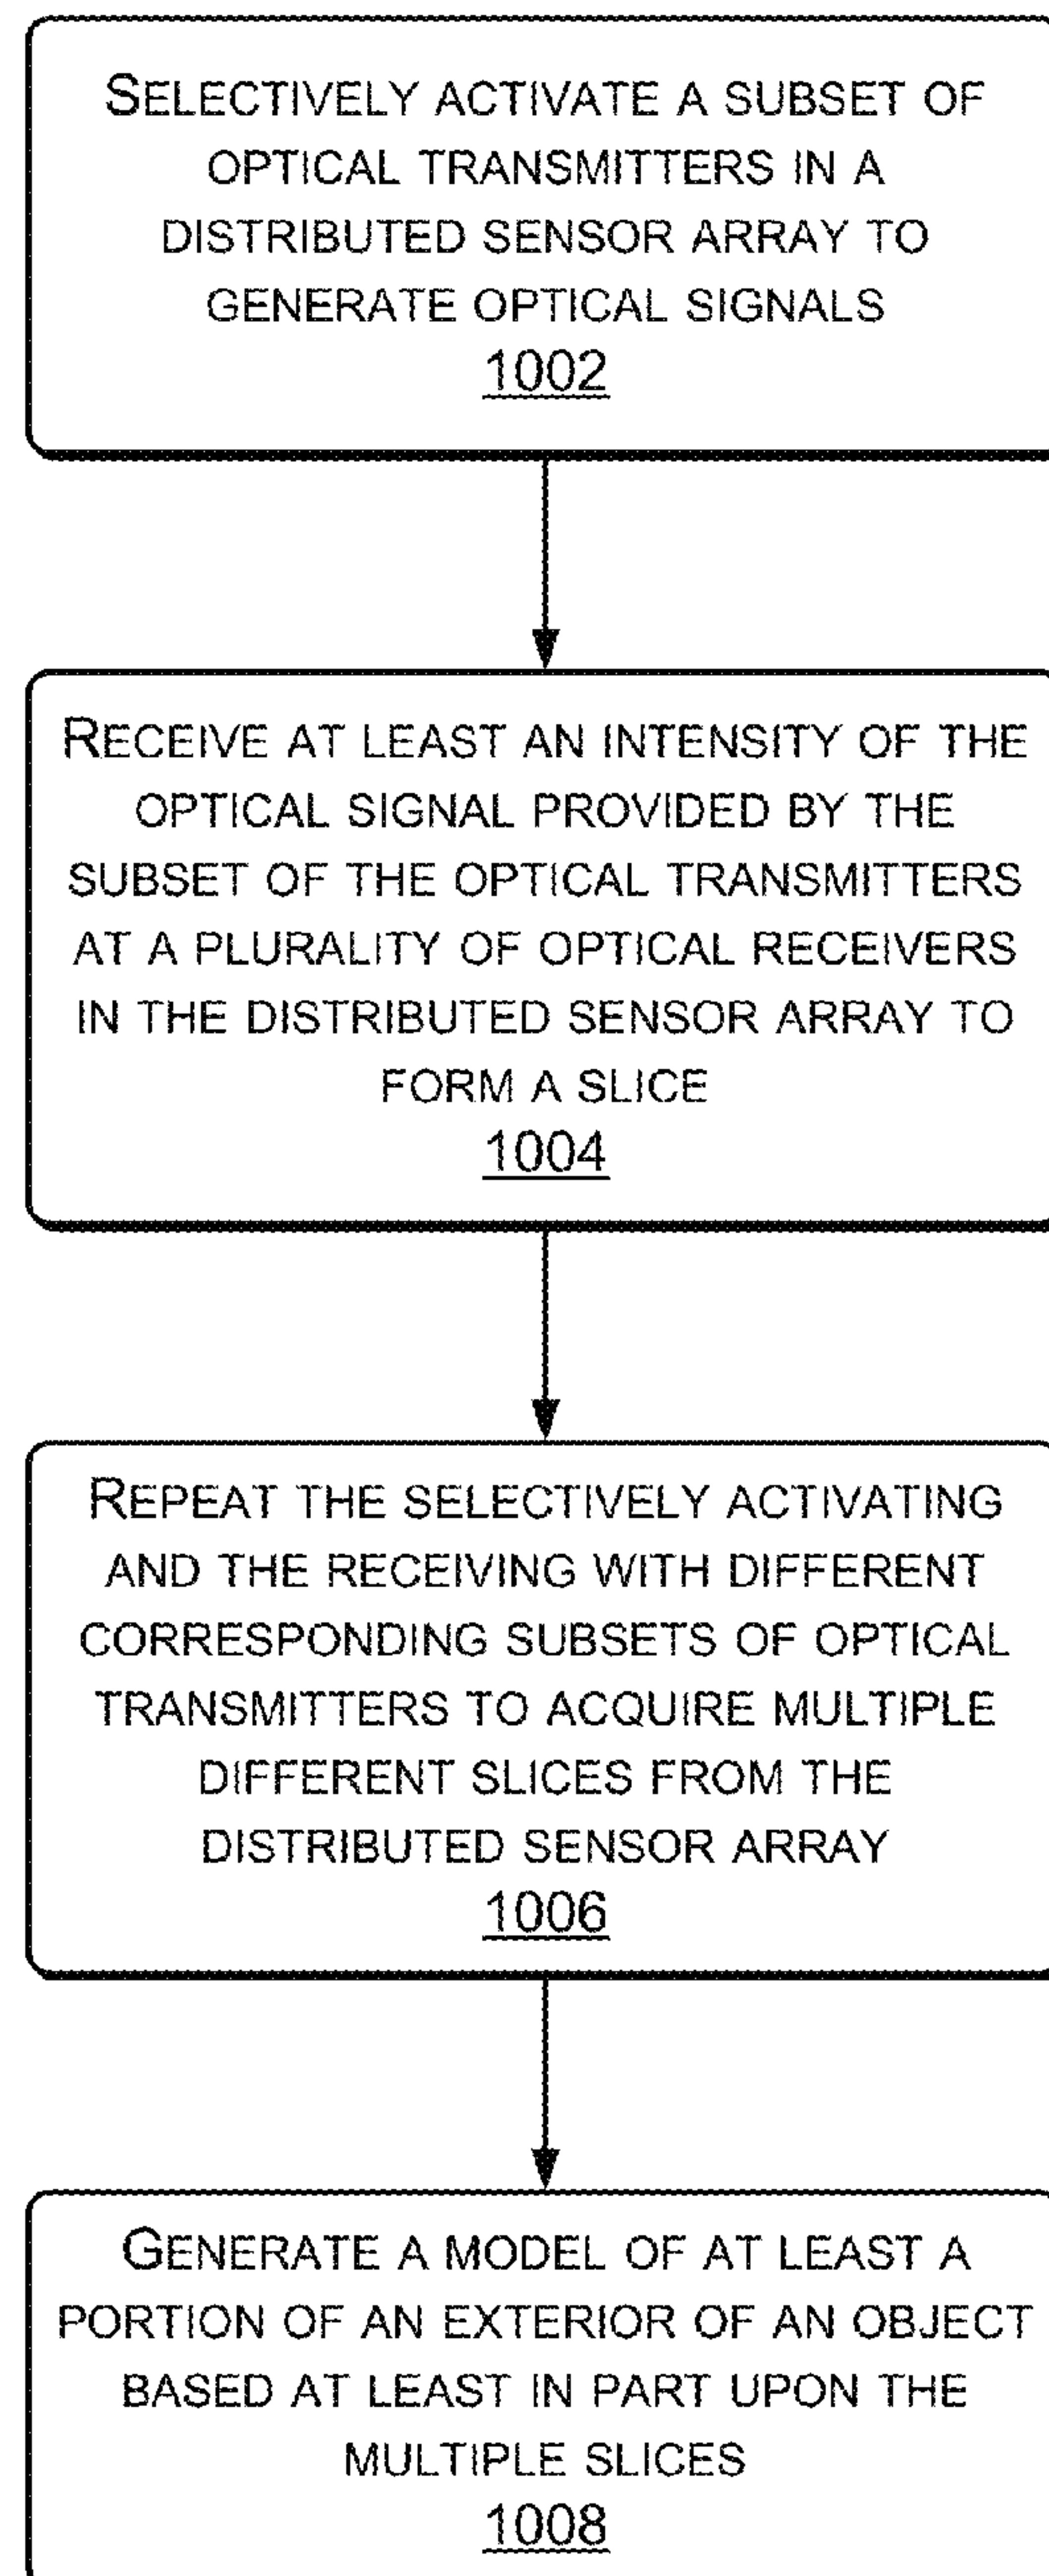 SELECTIVELY ACTIVATE A SUBSET OF
OPTICAL TRANSMITTERS IN A
DISTRIBUTED SENSOR ARRAY TO
GENERATE OPTICAL SIGNALS
1002
RECEIVE AT LEAST AN INTENSITY OF THE
OPTICAL SIGNAL PROVIDED BY THE
SUBSET OF THE OPTICAL TRANSMITTERS
AT A PLURALITY OF OPTICAL RECEIVERS
IN THE DISTRIBUTED SENSOR ARRAY TO
FORM A SLICE
1004
REPEAT THE SELECTIVELY ACTIVATING
AND THE RECEIVING WITH DIFFERENT
CORRESPONDING SUBSETS OF OPTICAL
TRANSMITTERS TO ACQUIRE MULTIPLE
DIFFERENT SLICES FROM THE
DISTRIBUTED SENSOR ARRAY
1006
GENERATE A MODEL OF AT LEAST A
PORTION OF AN EXTERIOR OF AN OBJECT
BASED AT LEAST IN PART UPON THE
MULTIPLE SLICES
1008